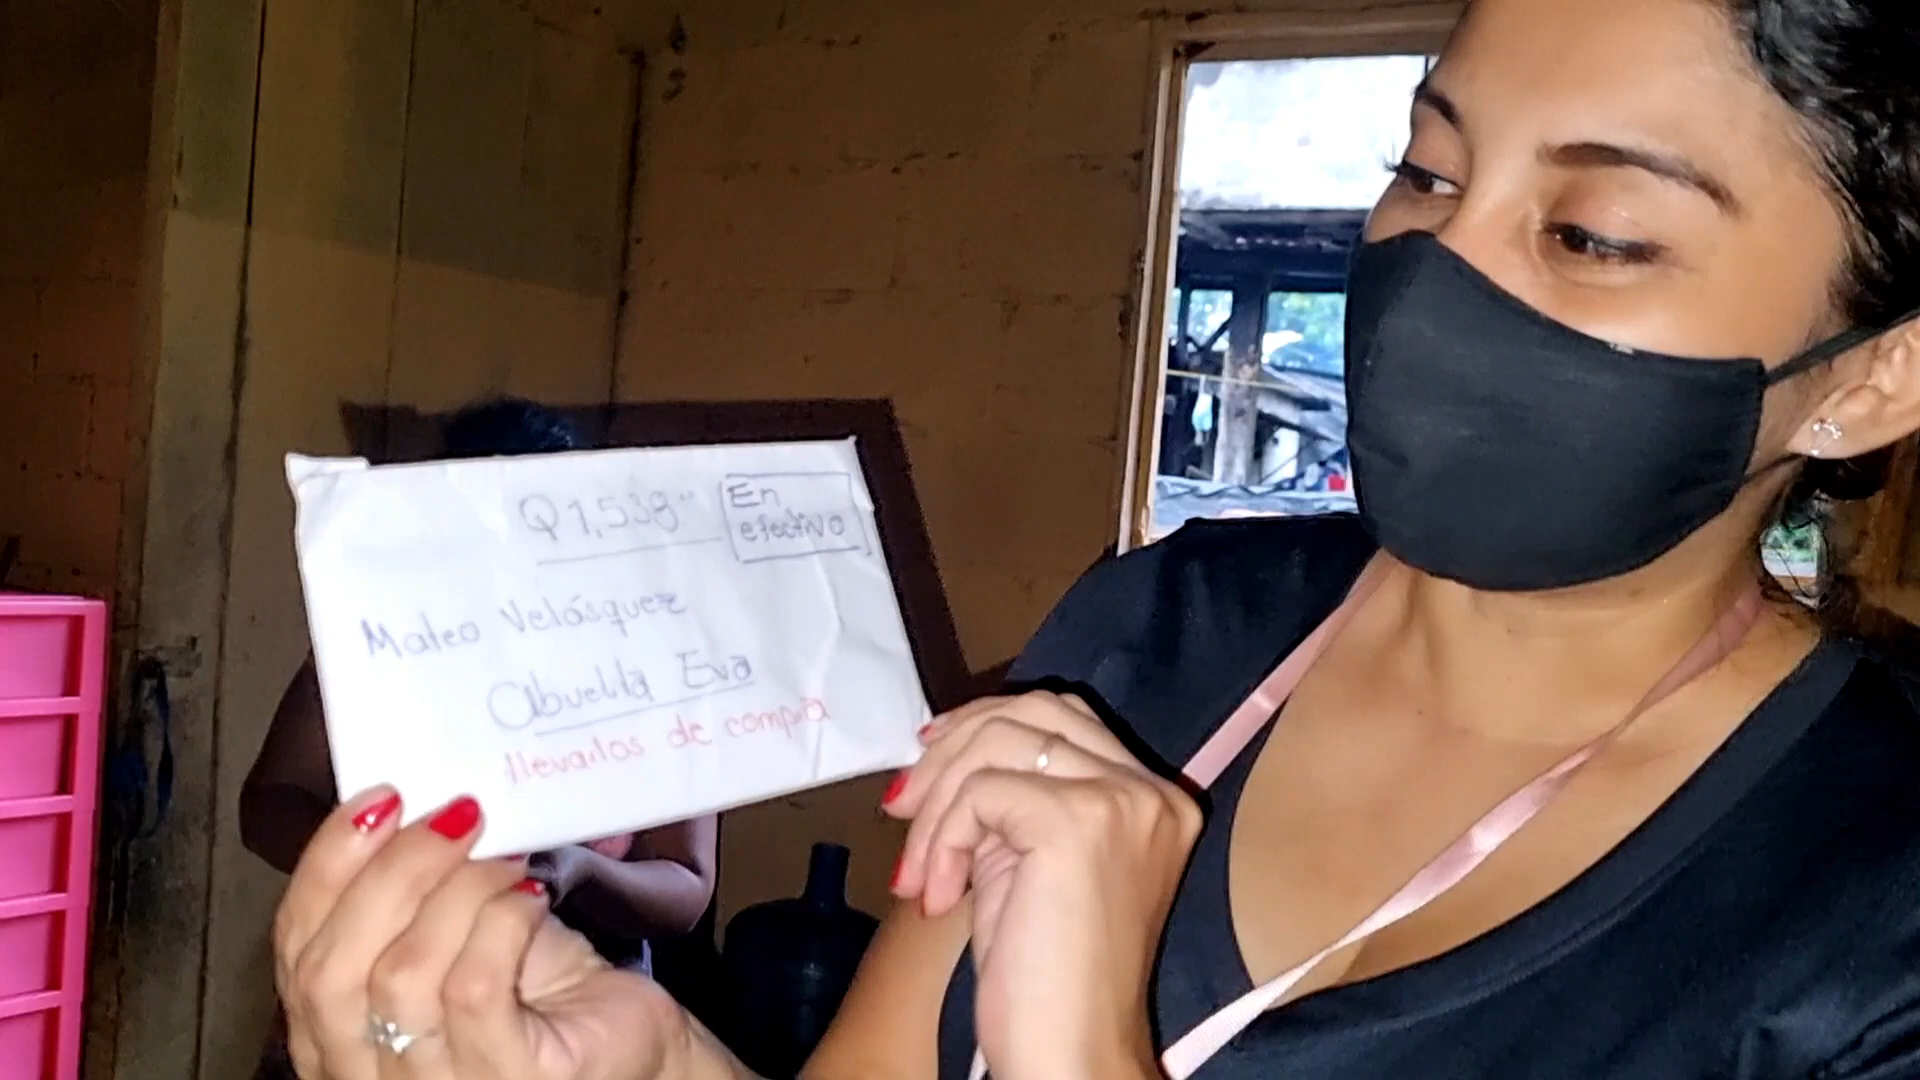 Q1,538.⁰⁰
En
efectivo
Mateo Velásquez
Abuelita Eva
llevarlos de compra